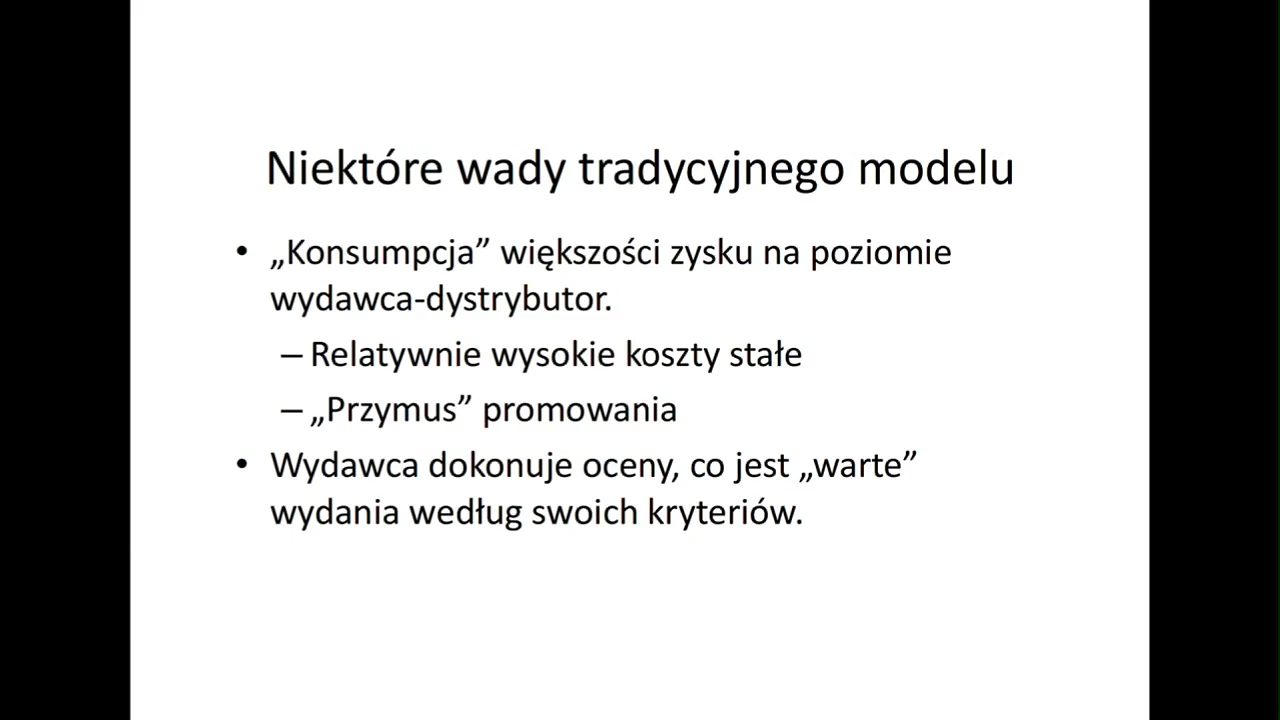 Niektóre wady tradycyjnego modelu
• „Konsumpcja” większości zysku na poziomie
wydawca-dystrybutor.
– Relatywnie wysokie koszty stałe
– „Przymus” promowania
• Wydawca dokonuje oceny, co jest „warte”
wydania według swoich kryteriów.